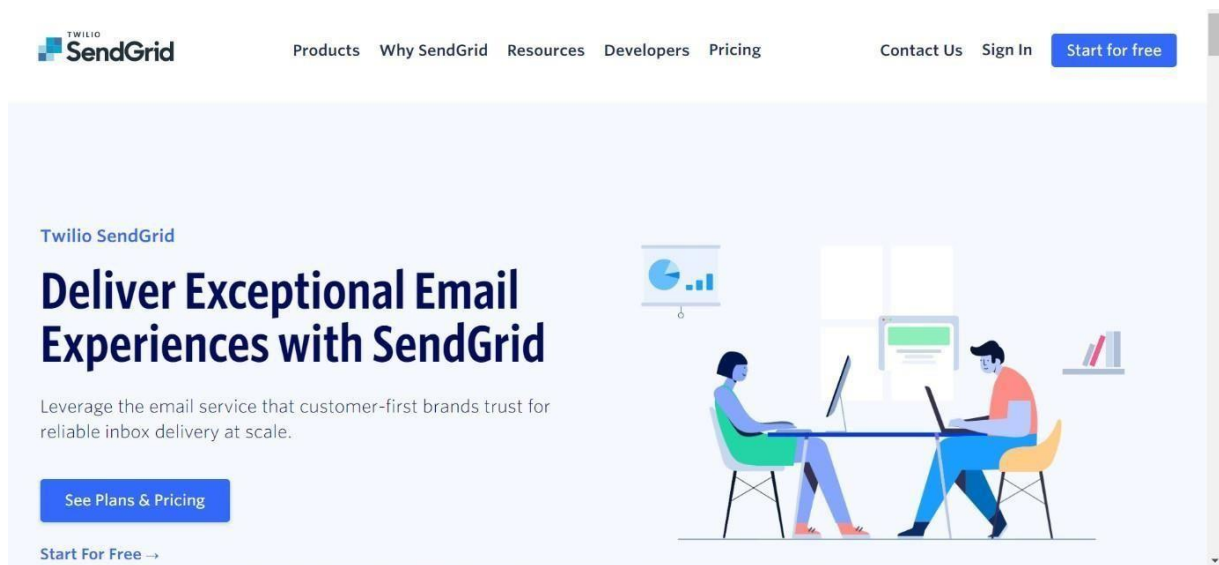 TWILIO
SendGrid
Products Why SendGrid Resources Developers Pricing Contact Us Sign In Start for free
Twilio SendGrid
Deliver Exceptional Email
Experiences with SendGrid
Leverage the email service that customer-first brands trust for
reliable inbox delivery at scale.
See Plans & Pricing
Start For Free →